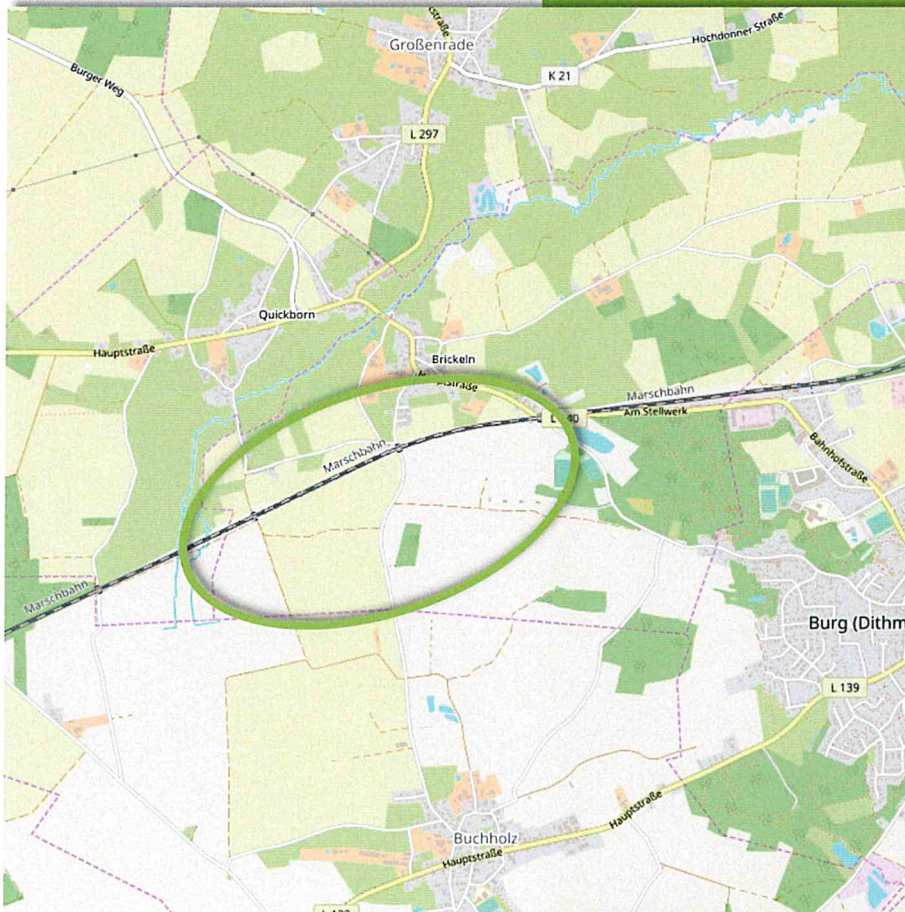 Großenrade
Hochdonner Straße
Burger Weg
K 21
L 297
Quickborn
Hauptstraße
Brickeln
Marschbahn
Am Stellwerk
Marschbahn
Bahnhofstraße
Marschbahn
Burg (Dithm
L 139
Hauptstraße
Buchholz
Hauptstraße